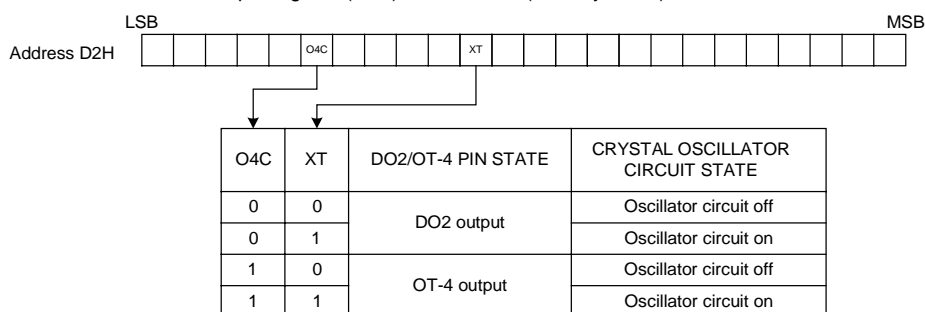 LSB MSB
Address D2H O4C XT
O4C XT DO2/OT-4 PIN STATE CRYSTAL OSCILLATOR
CIRCUIT STATE
0 0 DO2 output Oscillator circuit off
0 1 Oscillator circuit on
1 0 OT-4 output Oscillator circuit off
1 1 Oscillator circuit on